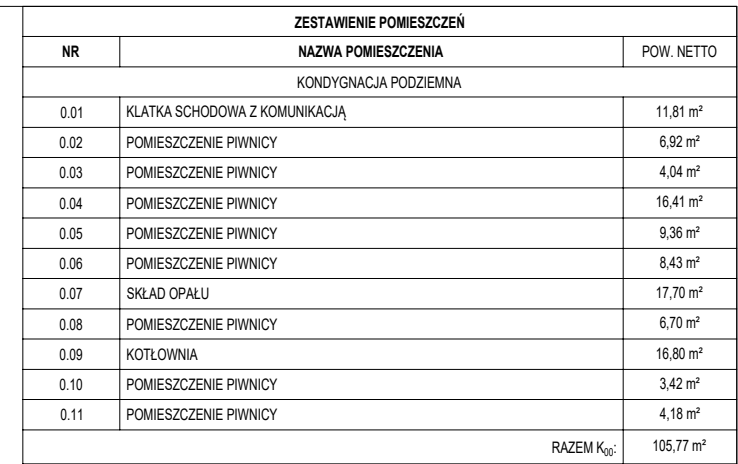 ZESTAWIENIE POMIESZCZEŃ
NR NAZWA POMIESZCZENIA POW. NETTO
KONDYGNACJA PODZIEMNA
0.01 KLATKA SCHODOWA Z KOMUNIKACJĄ 11,81 m²
0.02 POMIESZCZENIE PIWNICY 6,92 m²
0.03 POMIESZCZENIE PIWNICY 4,04 m²
0.04 POMIESZCZENIE PIWNICY 16,41 m²
0.05 POMIESZCZENIE PIWNICY 9,36 m²
0.06 POMIESZCZENIE PIWNICY 8,43 m²
0.07 SKŁAD OPAŁU 17,70 m²
0.08 POMIESZCZENIE PIWNICY 6,70 m²
0.09 KOTŁOWNIA 16,80 m²
0.10 POMIESZCZENIE PIWNICY 3,42 m²
0.11 POMIESZCZENIE PIWNICY 4,18 m²
RAZEM K₀₀: 105,77 m²